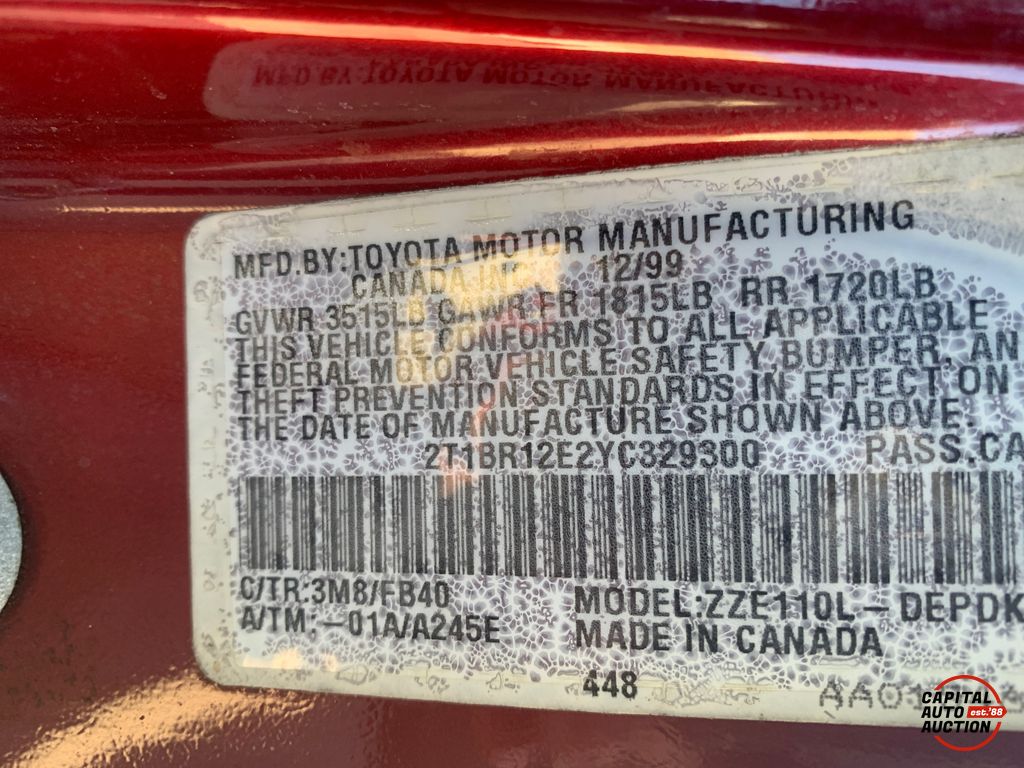 MFD.BY:TOYOTA MOTOR MANUFACTURING
CANADA INC. 12/99
GVWR 3515LB GAWR FR 1815LB RR 1720LB
THIS VEHICLE CONFORMS TO ALL APPLICABLE
FEDERAL MOTOR VEHICLE SAFETY, BUMPER, AN
THEFT PREVENTION STANDARDS IN EFFECT ON
THE DATE OF MANUFACTURE SHOWN ABOVE.
2T1BR12E2YC329300 PASS.CA
C/TR:3M8/FB40
A/TM:-01A/A245E
MODEL:ZZE110L-DEPDK
MADE IN CANADA
448
CAPITAL
AUTO est.'88
AUCTION